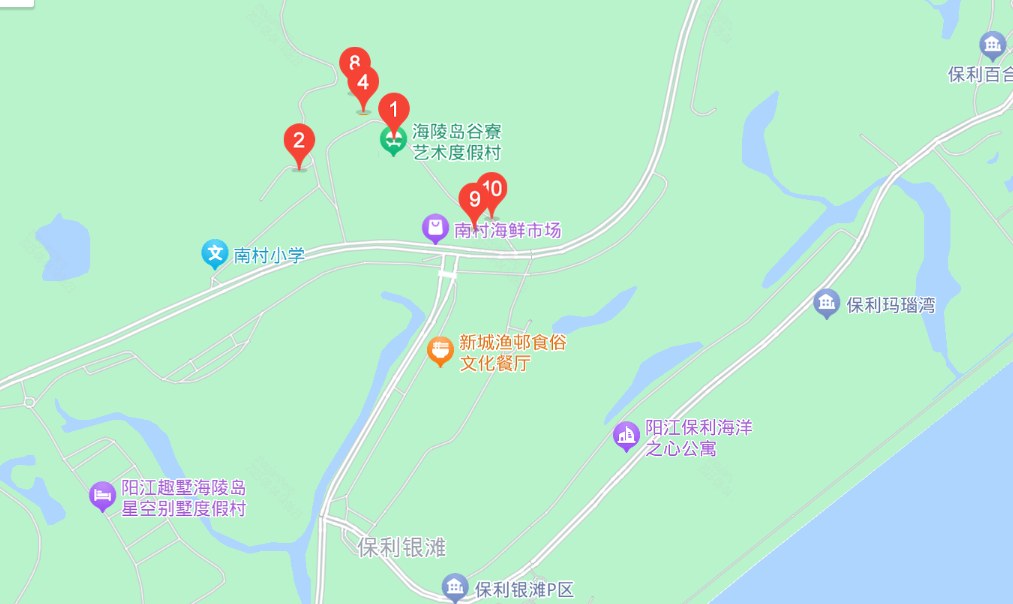 保利百合
8
4
1
海陵岛谷寮
艺术度假村
2
10
9
南村海鲜市场
文
南村小学
保利玛瑙湾
新城渔邨食俗
文化餐厅
阳江保利海洋
之心公寓
阳江趣墅海陵岛
星空别墅度假村
保利银滩
保利银滩P区